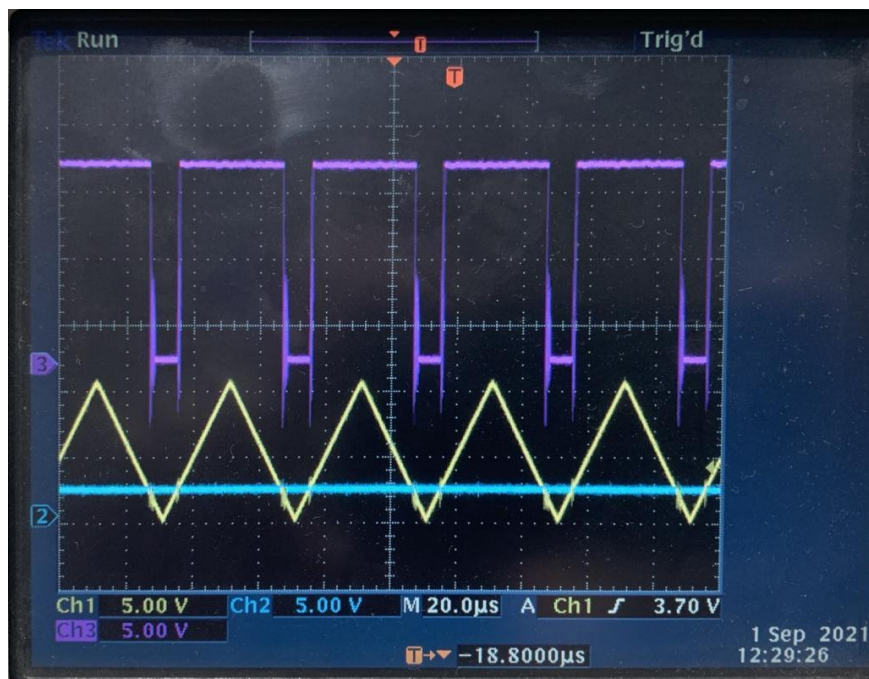 Tek Run Trig'd
T
T
3
2
Ch1 5.00 V Ch2 5.00 V M 20.0µs A Ch1 3.70 V
Ch3 5.00 V
T -18.8000µs
1 Sep 2021
12:29:26